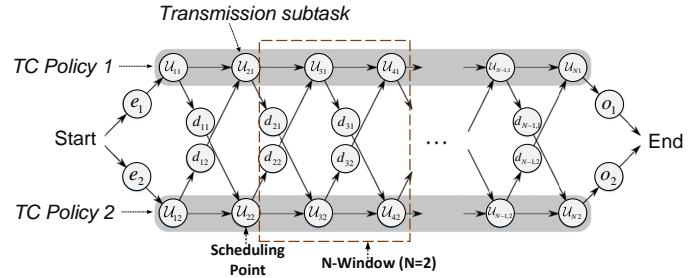 Transmission subtask
TC Policy 1
U11 U21 U31 U41 UN−1,1 UN1
e1 d11 d21 d31 … dN−1,1 o1
Start End
e2 d12 d22 d32 dN−1,2 o2
TC Policy 2
U12 U22 U32 U42 UN−1,2 UN2
Scheduling
Point
N-Window (N=2)